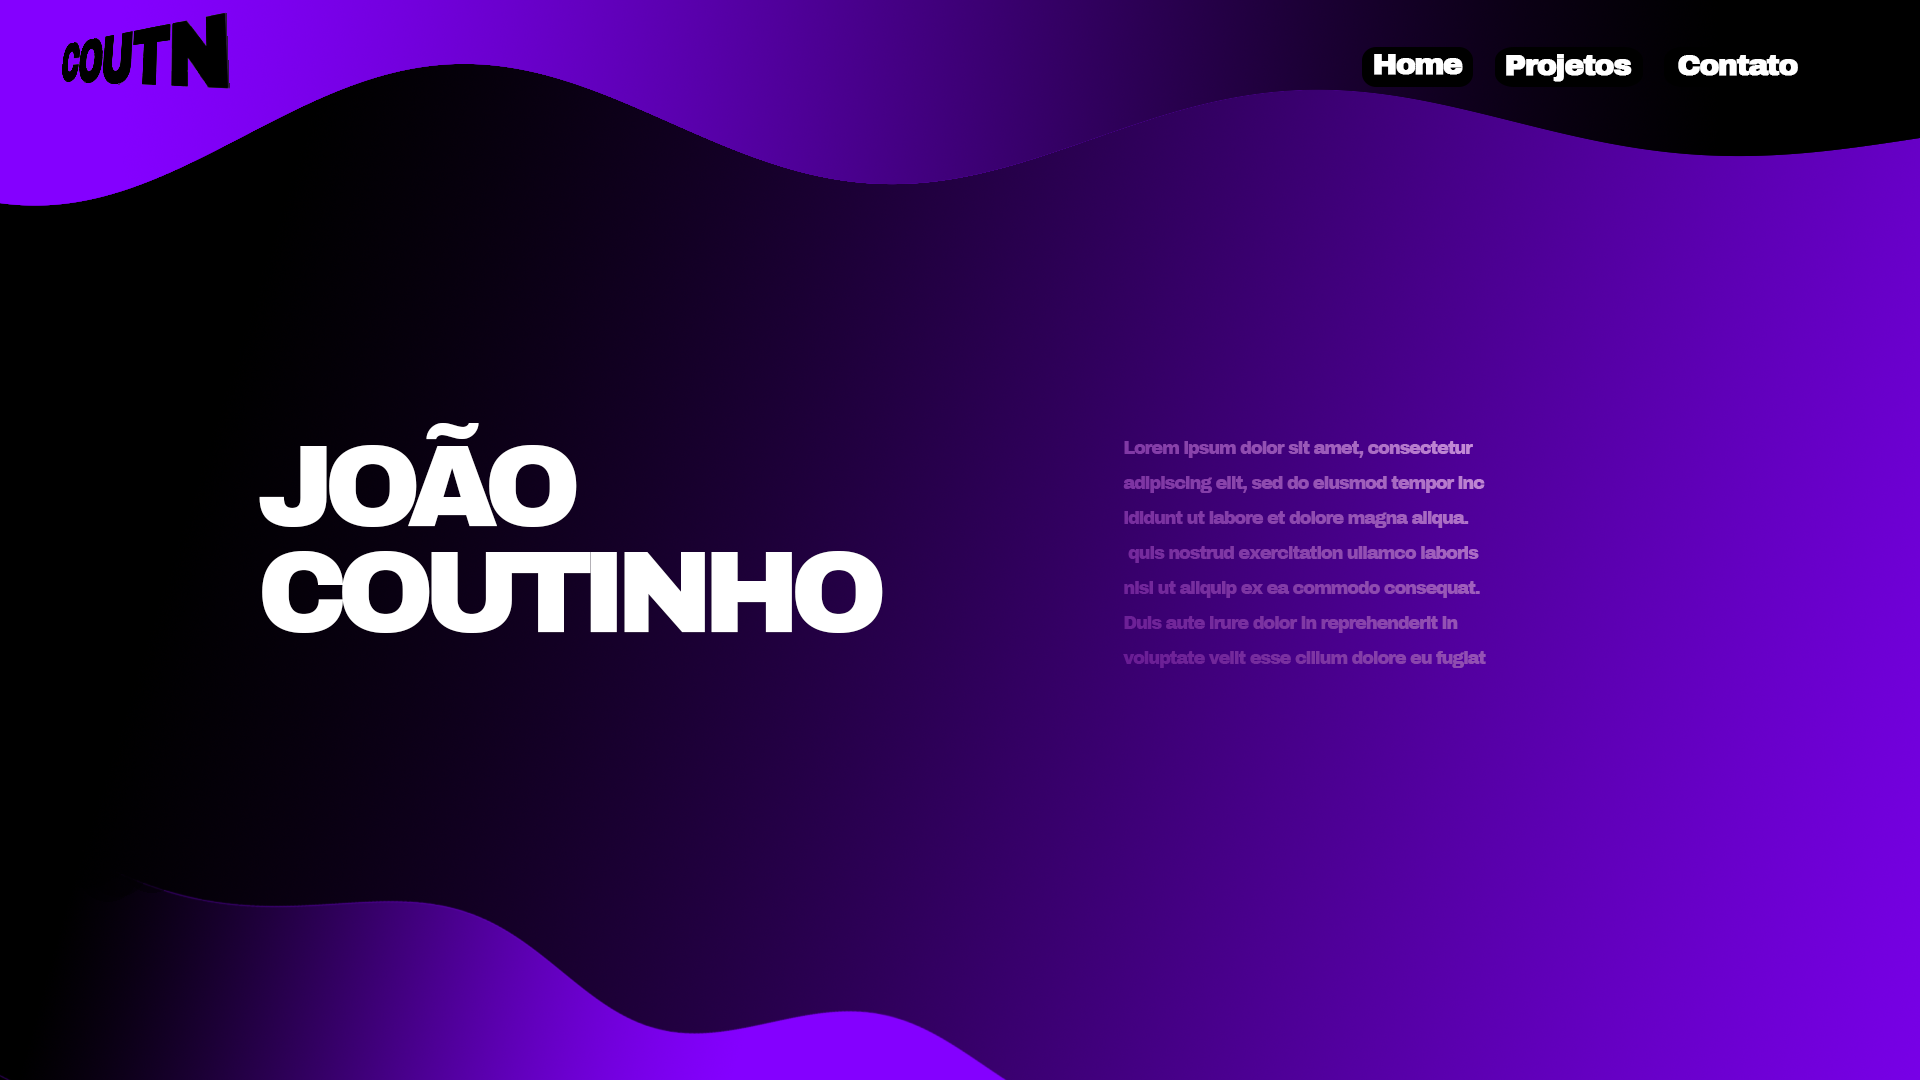 COUTN
Home Projetos Contato
JOÃO
COUTINHO
Lorem ipsum dolor sit amet, consectetur
adipiscing elit, sed do eiusmod tempor inc
ididunt ut labore et dolore magna aliqua.
quis nostrud exercitation ullamco laboris
nisi ut aliquip ex ea commodo consequat.
Duis aute irure dolor in reprehenderit in
voluptate velit esse cillum dolore eu fugiat